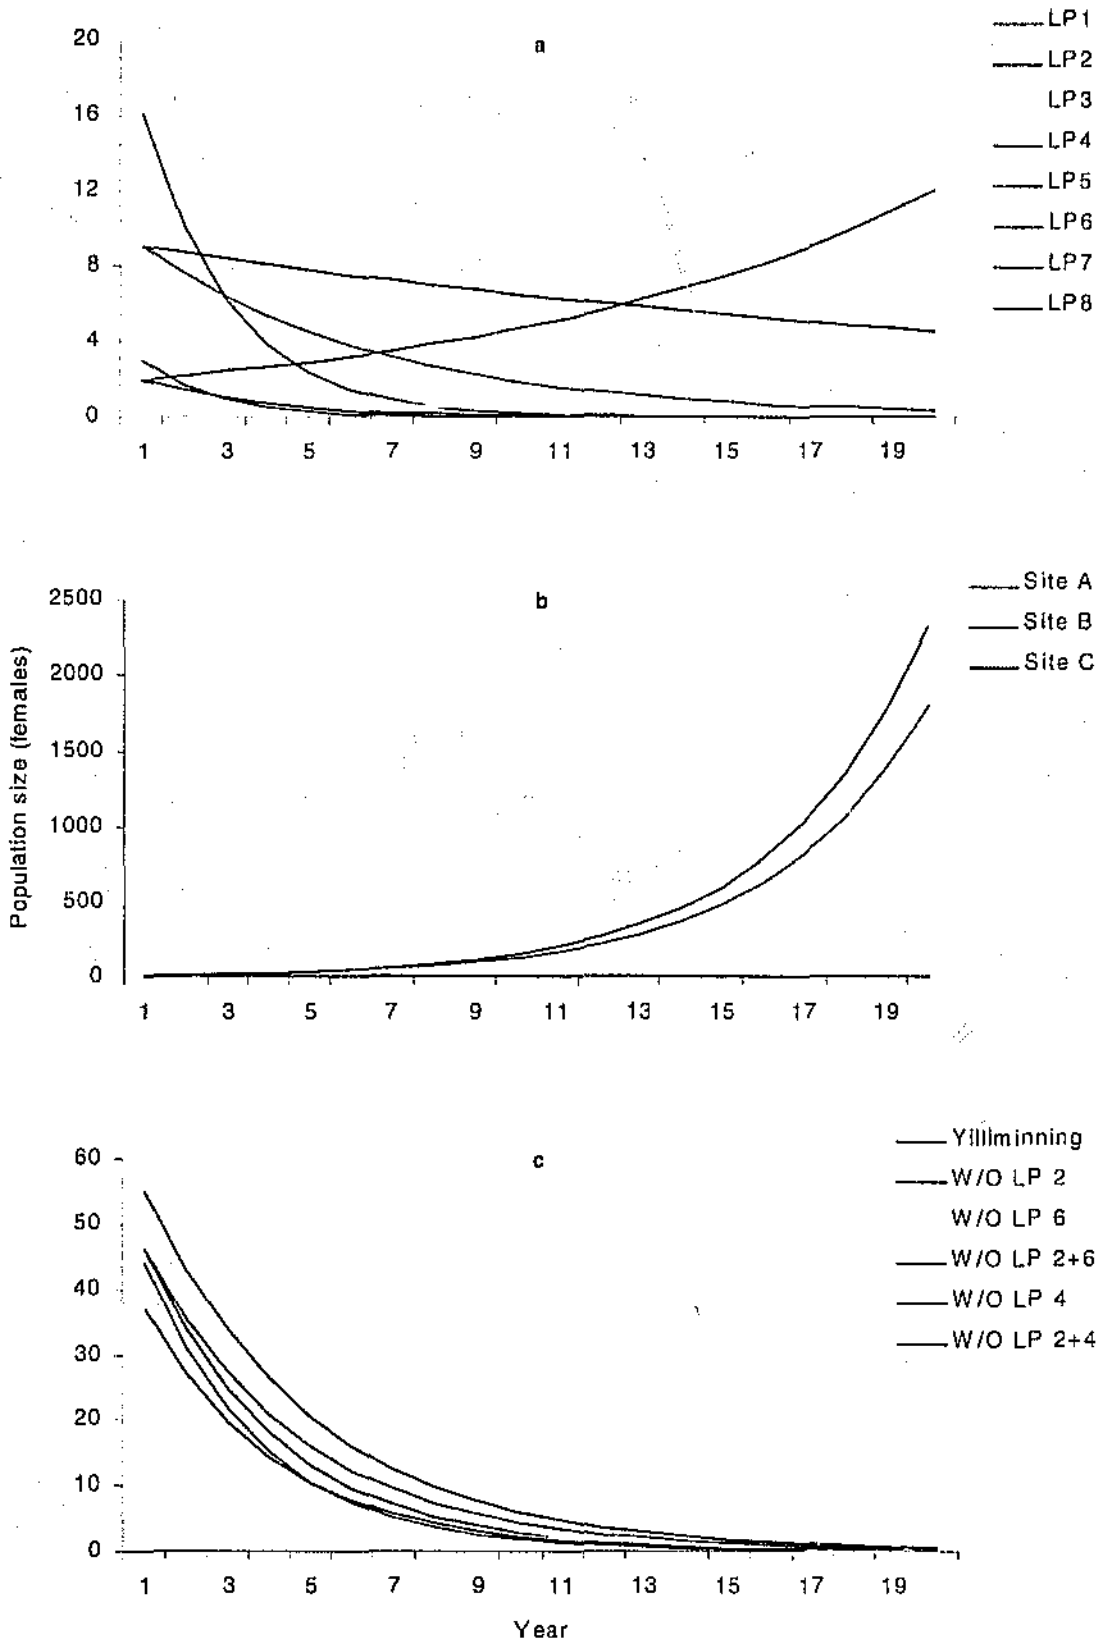 a
20
16
12
8
4
0
1 3 5 7 9 11 13 15 17 19
LP1
LP2
LP3
LP4
LP5
LP6
LP7
LP8
b
Population size (females)
2500
2000
1500
1000
500
0
1 3 5 7 9 11 13 15 17 19
Site A
Site B
Site C
c
60
50
40
30
20
10
0
1 3 5 7 9 11 13 15 17 19
Year
Yilliminning
W/O LP 2
W/O LP 6
W/O LP 2+6
W/O LP 4
W/O LP 2+4